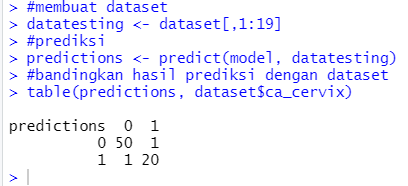 > #membuat dataset
> datatesting <- dataset[,1:19]
> #prediksi
> predictions <- predict(model, datatesting)
> #bandingkan hasil prediksi dengan dataset
> table(predictions, dataset$ca_cervix)
predictions  0  1
          0 50  1
          1  1 20
>